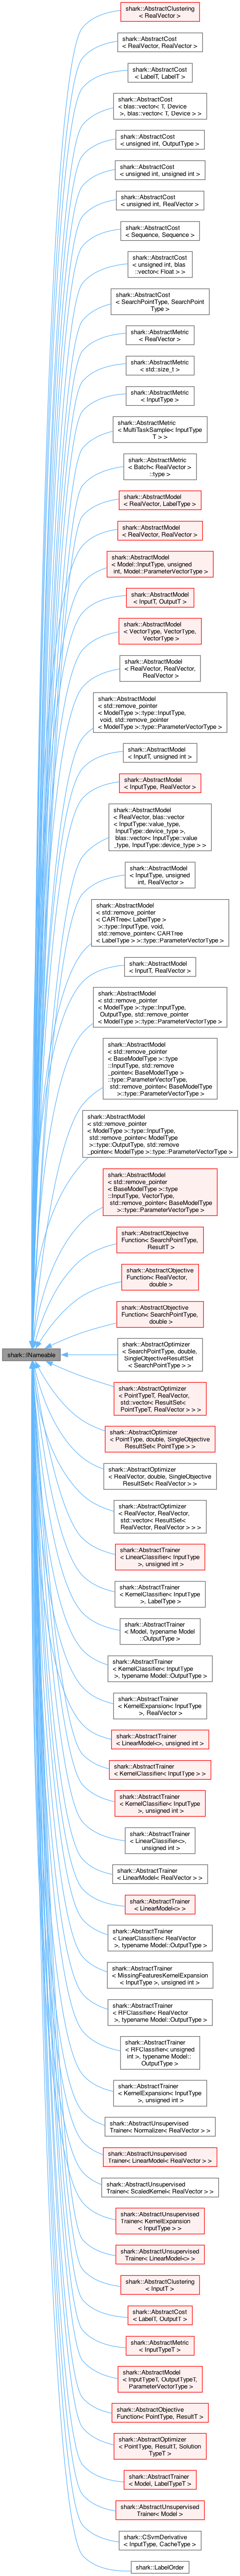 shark::AbstractClustering
< RealVector >
shark::AbstractCost
< RealVector, RealVector >
shark::AbstractCost
< LabelT, LabelT >
shark::AbstractCost
< blas::vector< T, Device
>, blas::vector< T, Device > >
shark::AbstractCost
< unsigned int, OutputType >
shark::AbstractCost
< unsigned int, unsigned int >
shark::AbstractCost
< unsigned int, RealVector >
shark::AbstractCost
< Sequence, Sequence >
shark::AbstractCost
< unsigned int, blas
::vector< Float > >
shark::AbstractCost
< SearchPointType, SearchPoint
Type >
shark::AbstractMetric
< RealVector >
shark::AbstractMetric
< std::size_t >
shark::AbstractMetric
< InputType >
shark::AbstractMetric
< MultiTaskSample< InputType
T > >
shark::AbstractMetric
< Batch< RealVector >
::type >
shark::AbstractModel
< RealVector, LabelType >
shark::AbstractModel
< RealVector, RealVector >
shark::AbstractModel
< Model::InputType, unsigned
int, Model::ParameterVectorType >
shark::AbstractModel
< InputT, OutputT >
shark::AbstractModel
< VectorType, VectorType,
VectorType >
shark::AbstractModel
< RealVector, RealVector,
RealVector >
shark::AbstractModel
< std::remove_pointer
< ModelType >::type::InputType,
void, std::remove_pointer
< ModelType >::type::ParameterVectorType >
shark::AbstractModel
< InputT, unsigned int >
shark::AbstractModel
< InputType, RealVector >
shark::AbstractModel
< RealVector, blas::vector
< InputType::value_type,
InputType::device_type >,
blas::vector< InputType::value
_type, InputType::device_type > >
shark::AbstractModel
< InputType, unsigned
int, RealVector >
shark::AbstractModel
< std::remove_pointer
< CARTree< LabelType >
>::type::InputType, void,
std::remove_pointer< CARTree
< LabelType > >::type::ParameterVectorType >
shark::AbstractModel
< InputT, RealVector >
shark::AbstractModel
< std::remove_pointer
< ModelType >::type::InputType,
OutputType, std::remove_pointer
< ModelType >::type::ParameterVectorType >
shark::AbstractModel
< std::remove_pointer
< BaseModelType >::type
::InputType, std::remove
_pointer< BaseModelType >
::type::ParameterVectorType,
std::remove_pointer< BaseModelType
>::type::ParameterVectorType >
shark::AbstractModel
< std::remove_pointer
< ModelType >::type::InputType,
std::remove_pointer< ModelType
>::type::OutputType, std::remove
_pointer< ModelType >::type::ParameterVectorType >
shark::AbstractModel
< std::remove_pointer
< BaseModelType >::type
::InputType, VectorType,
std::remove_pointer< BaseModelType
>::type::ParameterVectorType >
shark::AbstractObjective
Function< SearchPointType,
ResultT >
shark::AbstractObjective
Function< RealVector,
double >
shark::AbstractObjective
Function< SearchPointType,
double >
shark::INameable
shark::AbstractOptimizer
< SearchPointType, double,
SingleObjectiveResultSet
< SearchPointType > >
shark::AbstractOptimizer
< PointTypeT, RealVector,
std::vector< ResultSet<
PointTypeT, RealVector > > >
shark::AbstractOptimizer
< PointType, double, SingleObjective
ResultSet< PointType > >
shark::AbstractOptimizer
< RealVector, double, SingleObjective
ResultSet< RealVector > >
shark::AbstractOptimizer
< RealVector, RealVector,
std::vector< ResultSet<
RealVector, RealVector > > >
shark::AbstractTrainer
< LinearClassifier< InputType
>, unsigned int >
shark::AbstractTrainer
< KernelClassifier< InputType
>, LabelType >
shark::AbstractTrainer
< Model, typename Model
::OutputType >
shark::AbstractTrainer
< KernelClassifier< InputType
>, typename Model::OutputType >
shark::AbstractTrainer
< KernelExpansion< InputType
>, RealVector >
shark::AbstractTrainer
< LinearModel<>, unsigned int >
shark::AbstractTrainer
< KernelClassifier< InputType > >
shark::AbstractTrainer
< KernelClassifier< InputType
>, unsigned int >
shark::AbstractTrainer
< LinearClassifier<>,
unsigned int >
shark::AbstractTrainer
< LinearModel< RealVector > >
shark::AbstractTrainer
< LinearModel<> >
shark::AbstractTrainer
< LinearClassifier< RealVector
>, typename Model::OutputType >
shark::AbstractTrainer
< MissingFeaturesKernelExpansion
< InputType >, unsigned int >
shark::AbstractTrainer
< RFClassifier< RealVector
>, typename Model::OutputType >
shark::AbstractTrainer
< RFClassifier< unsigned
int >, typename Model::
OutputType >
shark::AbstractTrainer
< KernelExpansion< InputType
>, unsigned int >
shark::AbstractUnsupervised
Trainer< Normalizer< RealVector > >
shark::AbstractUnsupervised
Trainer< LinearModel< RealVector > >
shark::AbstractUnsupervised
Trainer< ScaledKernel< RealVector > >
shark::AbstractUnsupervised
Trainer< KernelExpansion
< InputType > >
shark::AbstractUnsupervised
Trainer< LinearModel<> >
shark::AbstractClustering
< InputT >
shark::AbstractCost
< LabelT, OutputT >
shark::AbstractMetric
< InputTypeT >
shark::AbstractModel
< InputTypeT, OutputTypeT,
ParameterVectorType >
shark::AbstractObjective
Function< PointType, ResultT >
shark::AbstractOptimizer
< PointType, ResultT, Solution
TypeT >
shark::AbstractTrainer
< Model, LabelTypeT >
shark::AbstractUnsupervised
Trainer< Model >
shark::CSvmDerivative
< InputType, CacheType >
shark::LabelOrder